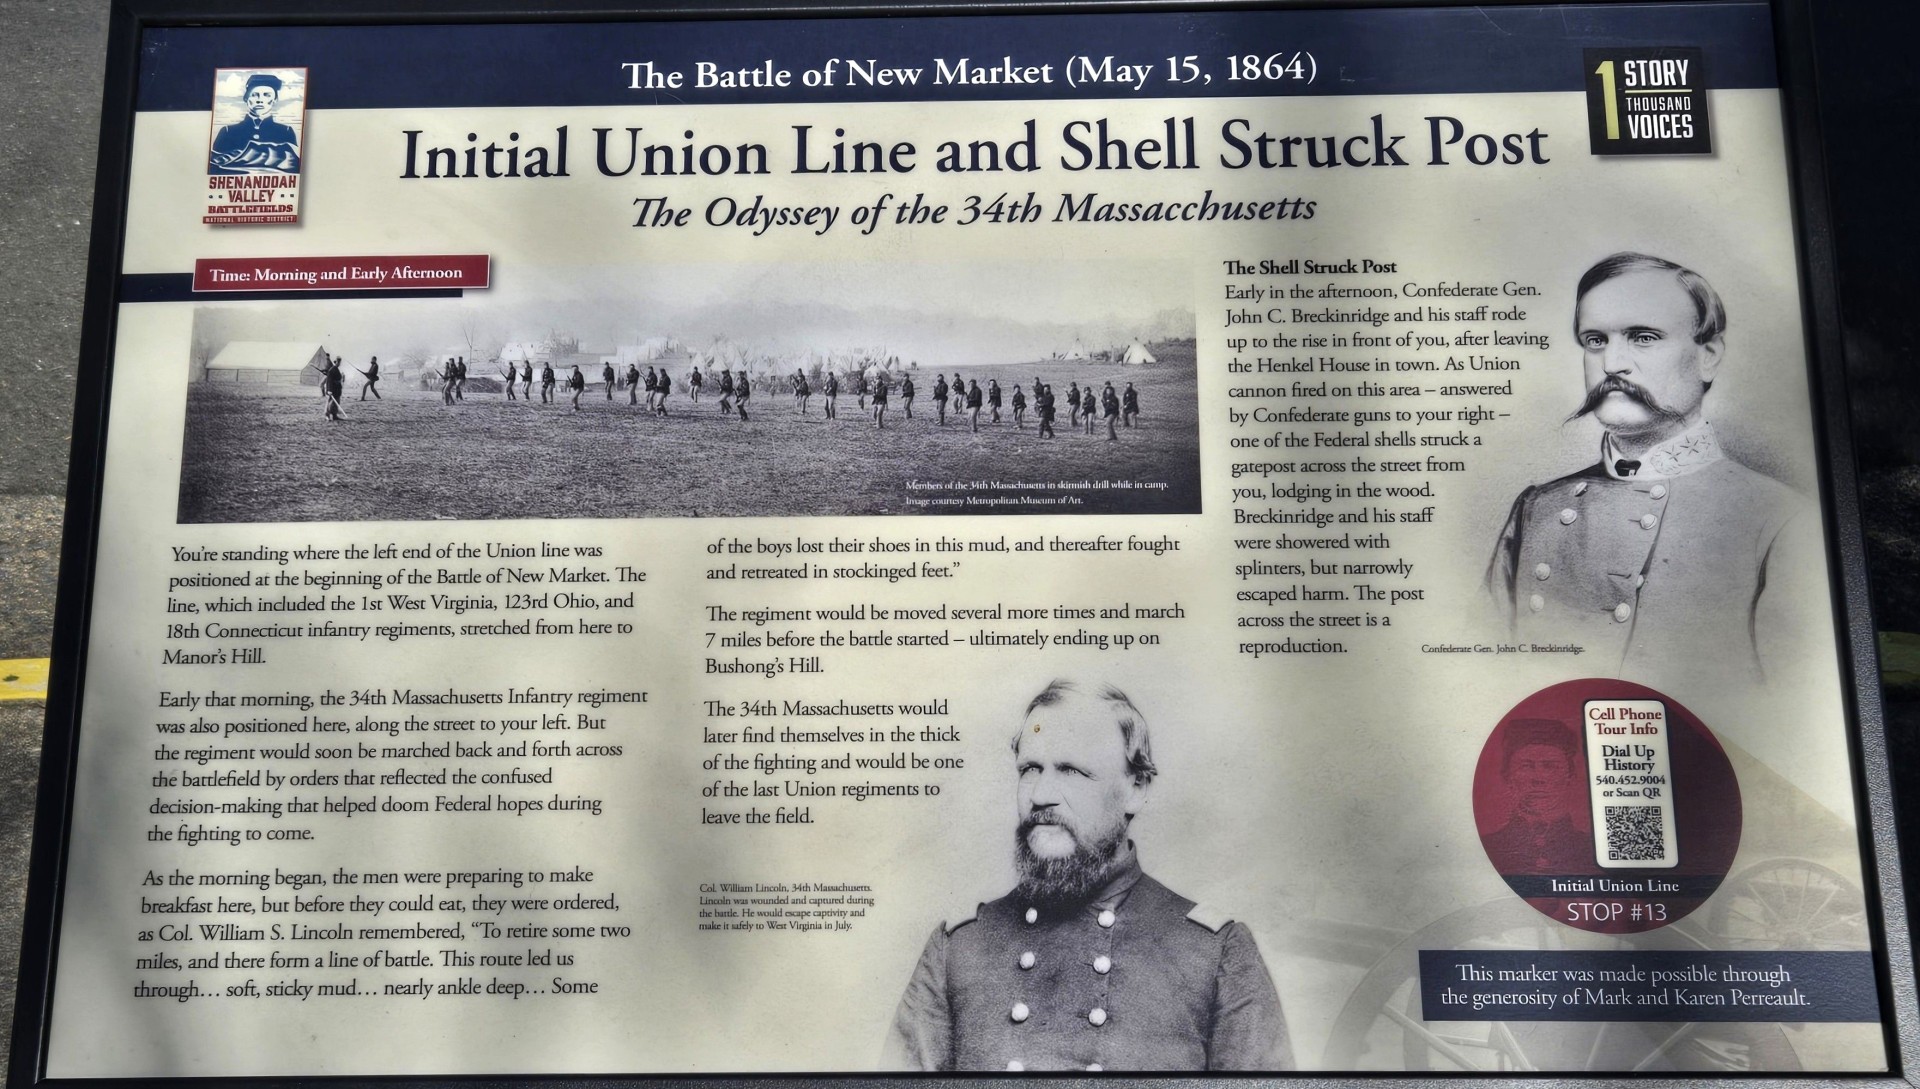 The Battle of New Market (May 15, 1864)
1 STORY
THOUSAND
VOICES
SHENANDOAH
VALLEY
BATTLEFIELDS
NATIONAL HISTORIC DISTRICT
Initial Union Line and Shell Struck Post
The Odyssey of the 34th Massacchusetts
Time: Morning and Early Afternoon
Members of the 34th Massachusetts in skirmish drill while in camp.
Image courtesy Metropolitan Museum of Art.
You're standing where the left end of the Union line was
positioned at the beginning of the Battle of New Market. The
line, which included the 1st West Virginia, 123rd Ohio, and
18th Connecticut infantry regiments, stretched from here to
Manor's Hill.
Early that morning, the 34th Massachusetts Infantry regiment
was also positioned here, along the street to your left. But
the regiment would soon be marched back and forth across
the battlefield by orders that reflected the confused
decision-making that helped doom Federal hopes during
the fighting to come.
As the morning began, the men were preparing to make
breakfast here, but before they could eat, they were ordered,
as Col. William S. Lincoln remembered, “To retire some two
miles, and there form a line of battle. This route led us
through… soft, sticky mud… nearly ankle deep… Some
of the boys lost their shoes in this mud, and thereafter fought
and retreated in stockinged feet.”
The regiment would be moved several more times and march
7 miles before the battle started – ultimately ending up on
Bushong's Hill.
The 34th Massachusetts would
later find themselves in the thick
of the fighting and would be one
of the last Union regiments to
leave the field.
Col. William Lincoln, 34th Massachusetts.
Lincoln was wounded and captured during
the battle. He would escape captivity and
make it safely to West Virginia in July.
The Shell Struck Post
Early in the afternoon, Confederate Gen.
John C. Breckinridge and his staff rode
up to the rise in front of you, after leaving
the Henkel House in town. As Union
cannon fired on this area – answered
by Confederate guns to your right –
one of the Federal shells struck a
gatepost across the street from
you, lodging in the wood.
Breckinridge and his staff
were showered with
splinters, but narrowly
escaped harm. The post
across the street is a
reproduction.
Confederate Gen. John C. Breckinridge.
Cell Phone
Tour Info
Dial Up
History
540.452.9004
or Scan QR
Initial Union Line
STOP #13
This marker was made possible through
the generosity of Mark and Karen Perreault.